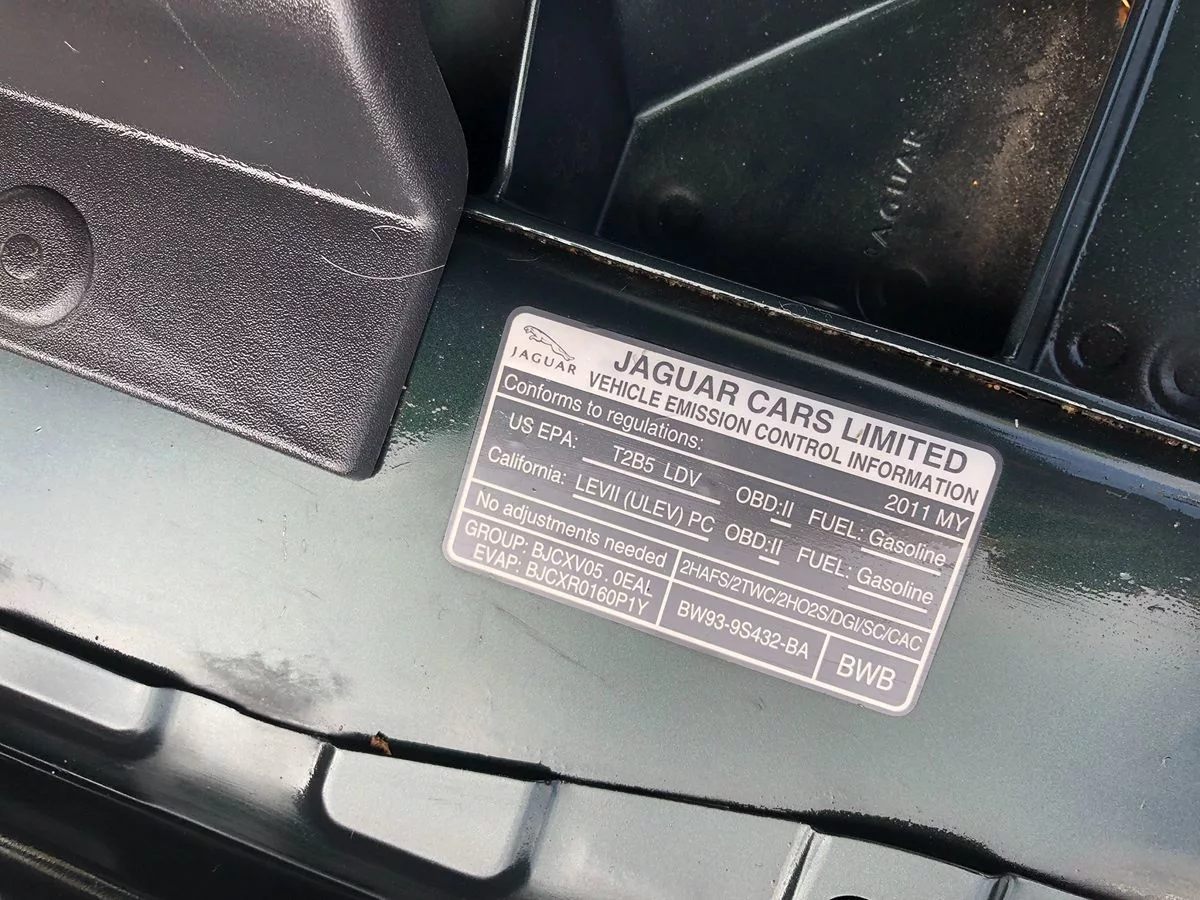 JAGUAR
JAGUAR
JAGUAR CARS LIMITED
VEHICLE EMISSION CONTROL INFORMATION
Conforms to regulations: 2011 MY
US EPA: T2B5 LDV OBD:II FUEL: Gasoline
California: LEVII (ULEV) PC OBD:II FUEL: Gasoline
No adjustments needed 2HAFS/2TWC/2HO2S/DGI/SC/CAC
GROUP: BJCXV05.0EAL
EVAP: BJCXR0160P1Y
BW93-9S432-BA
BWB